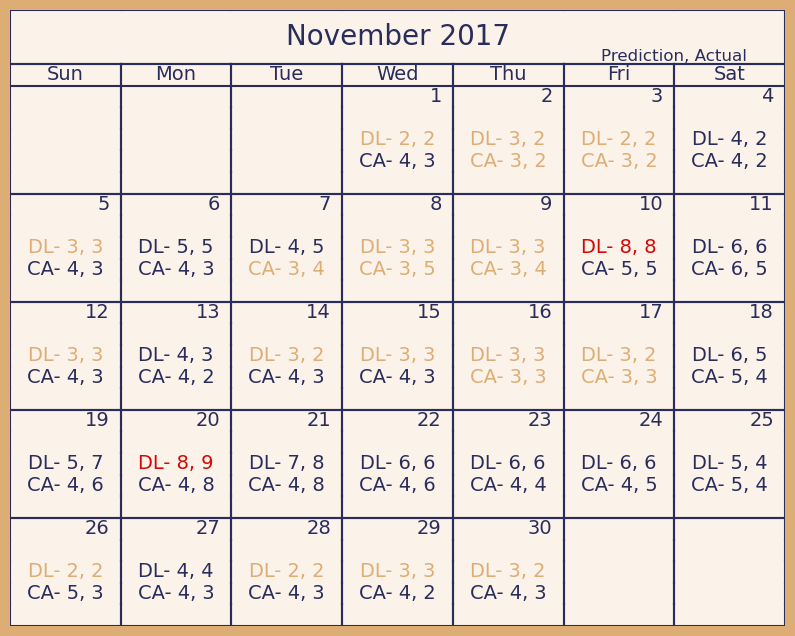 November 2017
Prediction, Actual
Sun Mon Tue Wed Thu Fri Sat
1 2 3 4
DL- 2, 2 DL- 3, 2 DL- 2, 2 DL- 4, 2
CA- 4, 3 CA- 3, 2 CA- 3, 2 CA- 4, 2
5 6 7 8 9 10 11
DL- 3, 3 DL- 5, 5 DL- 4, 5 DL- 3, 3 DL- 3, 3 DL- 8, 8 DL- 6, 6
CA- 4, 3 CA- 4, 3 CA- 3, 4 CA- 3, 5 CA- 3, 4 CA- 5, 5 CA- 6, 5
12 13 14 15 16 17 18
DL- 3, 3 DL- 4, 3 DL- 3, 2 DL- 3, 3 DL- 3, 3 DL- 3, 2 DL- 6, 5
CA- 4, 3 CA- 4, 2 CA- 4, 3 CA- 4, 3 CA- 3, 3 CA- 3, 3 CA- 5, 4
19 20 21 22 23 24 25
DL- 5, 7 DL- 8, 9 DL- 7, 8 DL- 6, 6 DL- 6, 6 DL- 6, 6 DL- 5, 4
CA- 4, 6 CA- 4, 8 CA- 4, 8 CA- 4, 6 CA- 4, 4 CA- 4, 5 CA- 5, 4
26 27 28 29 30
DL- 2, 2 DL- 4, 4 DL- 2, 2 DL- 3, 3 DL- 3, 2
CA- 5, 3 CA- 4, 3 CA- 4, 3 CA- 4, 2 CA- 4, 3